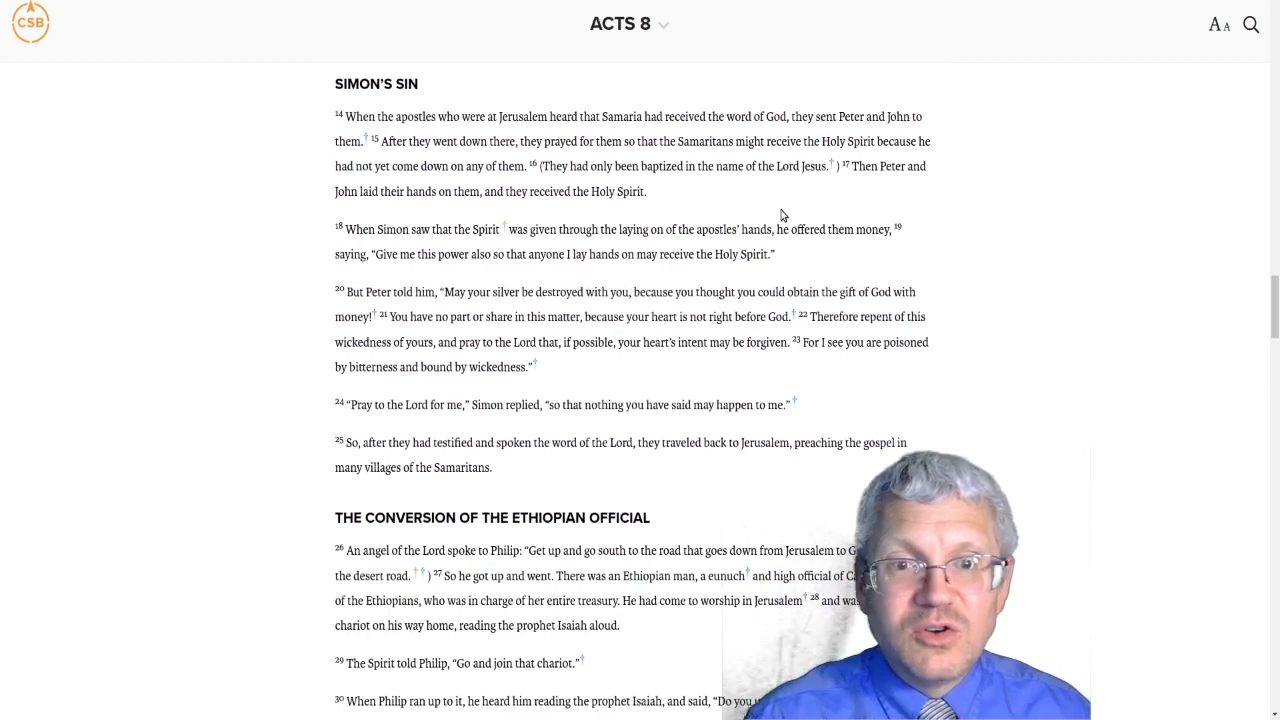 CSB
ACTS 8
A A
SIMON’S SIN
14 When the apostles who were at Jerusalem heard that Samaria had received the word of God, they sent Peter and John to
them.† 15 After they went down there, they prayed for them so that the Samaritans might receive the Holy Spirit because he
had not yet come down on any of them. 16 (They had only been baptized in the name of the Lord Jesus.† ) 17 Then Peter and
John laid their hands on them, and they received the Holy Spirit.
18 When Simon saw that the Spirit † was given through the laying on of the apostles’ hands, he offered them money, 19
saying, “Give me this power also so that anyone I lay hands on may receive the Holy Spirit.”
20 But Peter told him, “May your silver be destroyed with you, because you thought you could obtain the gift of God with
money!† 21 You have no part or share in this matter, because your heart is not right before God.† 22 Therefore repent of this
wickedness of yours, and pray to the Lord that, if possible, your heart’s intent may be forgiven. 23 For I see you are poisoned
by bitterness and bound by wickedness.”†
24 “Pray to the Lord for me,” Simon replied, “so that nothing you have said may happen to me.” †
25 So, after they had testified and spoken the word of the Lord, they traveled back to Jerusalem, preaching the gospel in
many villages of the Samaritans.
THE CONVERSION OF THE ETHIOPIAN OFFICIAL
26 An angel of the Lord spoke to Philip: “Get up and go south to the road that goes down from Jerusalem to G
the desert road. † † ) 27 So he got up and went. There was an Ethiopian man, a eunuch† and high official of Ca
of the Ethiopians, who was in charge of her entire treasury. He had come to worship in Jerusalem† 28 and was
chariot on his way home, reading the prophet Isaiah aloud.
29 The Spirit told Philip, “Go and join that chariot.”†
30 When Philip ran up to it, he heard him reading the prophet Isaiah, and said, “Do you